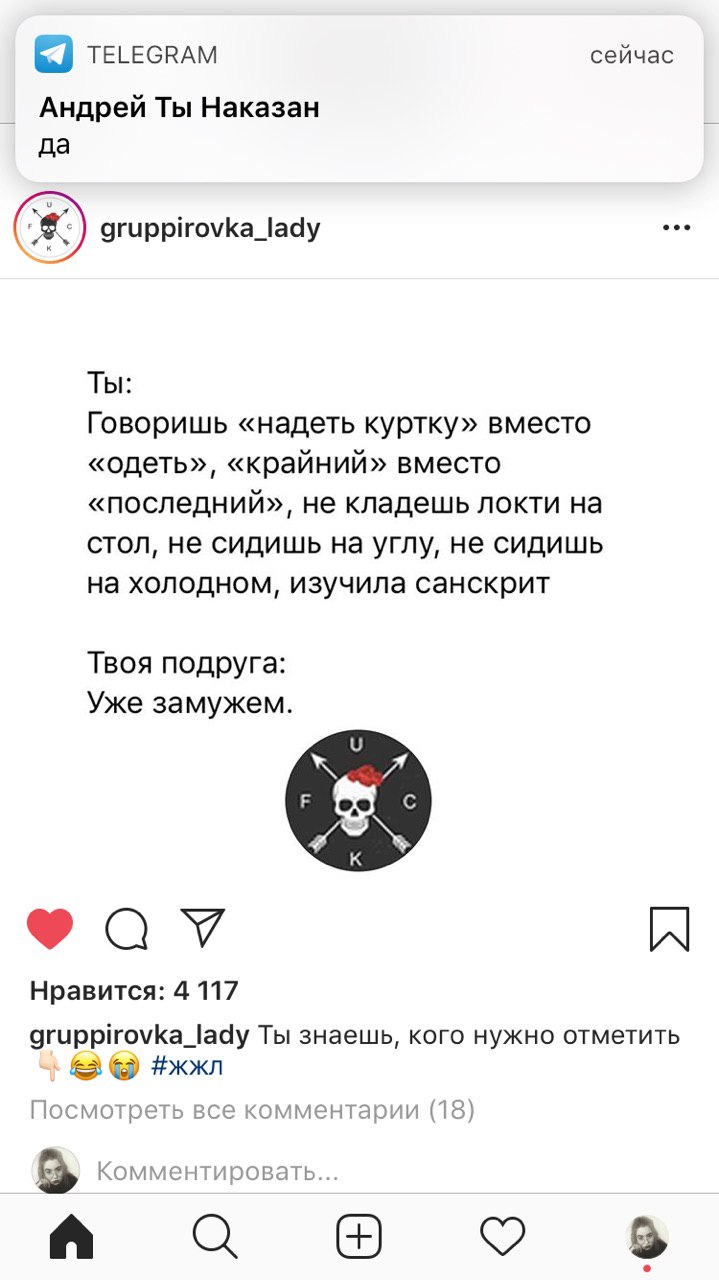 TELEGRAM
сейчас
Андрей Ты Наказан
да
U
F
C
K
gruppirovka_lady
Ты:
Говоришь «надеть куртку» вместо
«одеть», «крайний» вместо
«последний», не кладешь локти на
стол, не сидишь на углу, не сидишь
на холодном, изучила санскрит
Твоя подруга:
Уже замужем.
U
F
C
K
Нравится: 4 117
gruppirovka_lady Ты знаешь, кого нужно отметить
👇🏻😂😭 #жжл
Посмотреть все комментарии (18)
Комментировать...